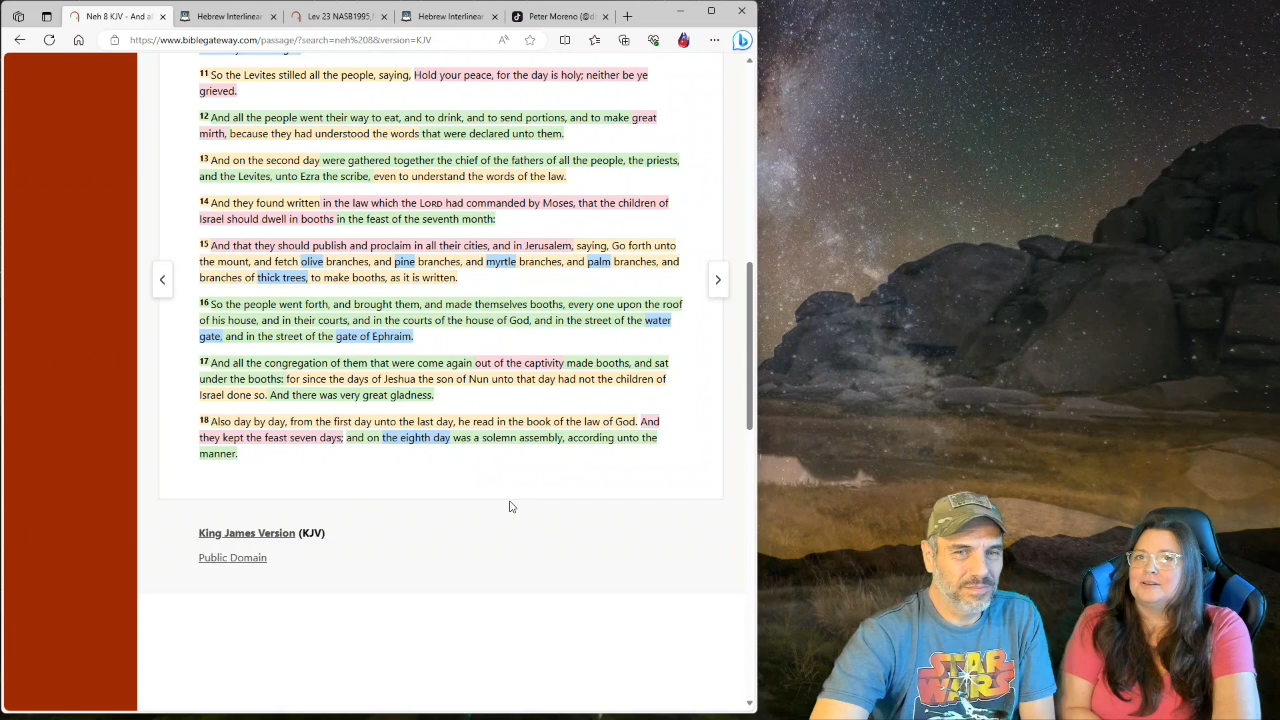 Neh 8 KJV - And al
Hebrew Interlinea
Lev 23 NASB1995,
Hebrew Interlinea
Peter Moreno (@d
https://www.biblegateway.com/passage/?search=neh%208&version=KJV
11 So the Levites stilled all the people, saying, Hold your peace, for the day is holy; neither be ye
grieved.
12 And all the people went their way to eat, and to drink, and to send portions, and to make great
mirth, because they had understood the words that were declared unto them.
13 And on the second day were gathered together the chief of the fathers of all the people, the priests,
and the Levites, unto Ezra the scribe, even to understand the words of the law.
14 And they found written in the law which the LORD had commanded by Moses, that the children of
Israel should dwell in booths in the feast of the seventh month:
15 And that they should publish and proclaim in all their cities, and in Jerusalem, saying, Go forth unto
the mount, and fetch olive branches, and pine branches, and myrtle branches, and palm branches, and
branches of thick trees, to make booths, as it is written.
16 So the people went forth, and brought them, and made themselves booths, every one upon the roof
of his house, and in their courts, and in the courts of the house of God, and in the street of the water
gate, and in the street of the gate of Ephraim.
17 And all the congregation of them that were come again out of the captivity made booths, and sat
under the booths: for since the days of Jeshua the son of Nun unto that day had not the children of
Israel done so. And there was very great gladness.
18 Also day by day, from the first day unto the last day, he read in the book of the law of God. And
they kept the feast seven days; and on the eighth day was a solemn assembly, according unto the
manner.
King James Version (KJV)
Public Domain
STAR
WARS